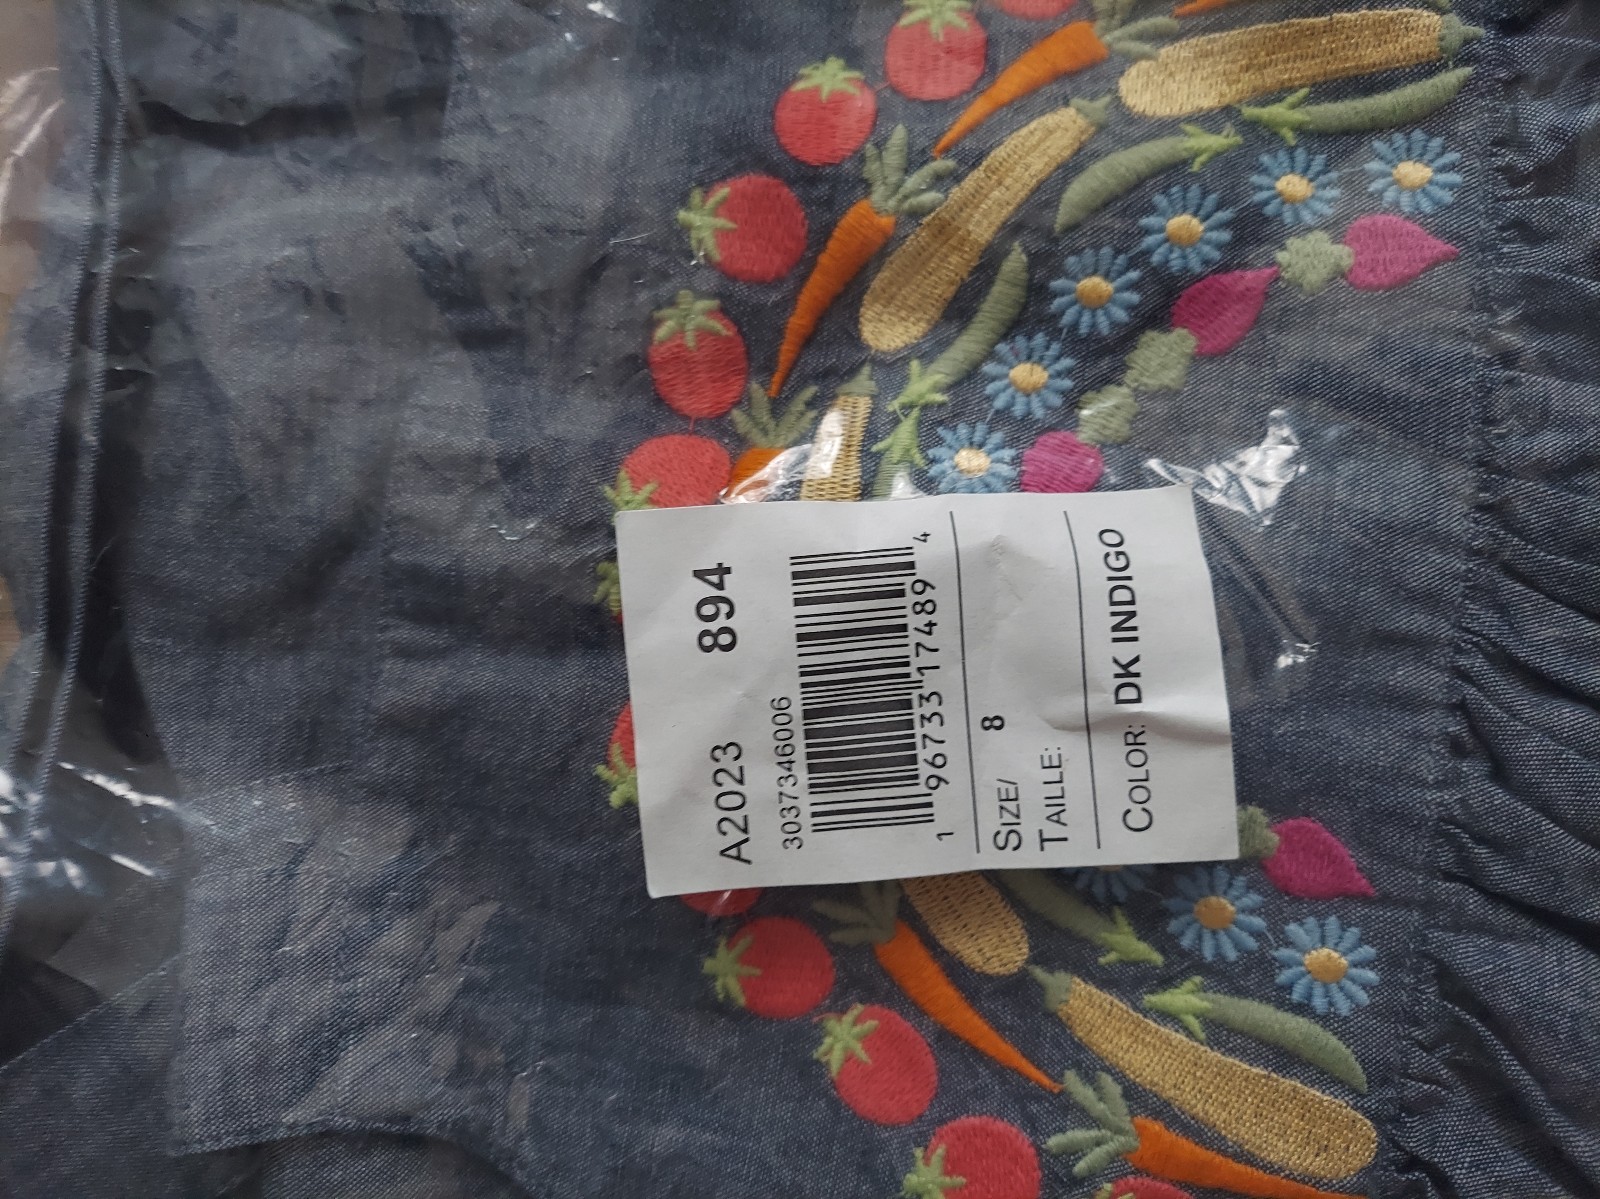 A2023 894
3037346006
1 96733 17489 4
SIZE/ 8
TAILLE:
COLOR: DK INDIGO